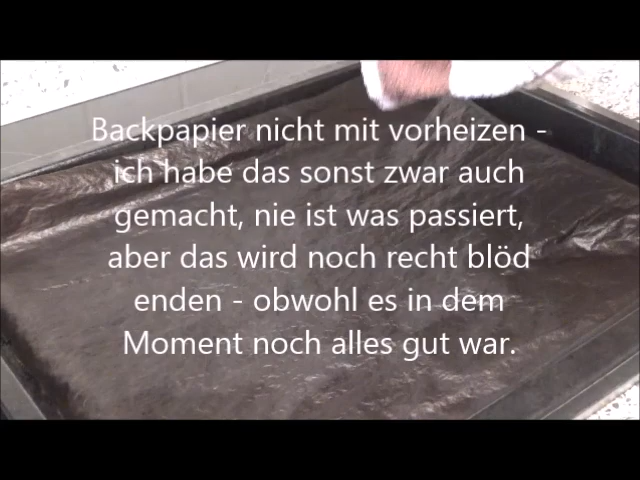 Backpapier nicht mit vorheizen -
ich habe das sonst zwar auch
gemacht, nie ist was passiert,
aber das wird noch recht blöd
enden - obwohl es in dem
Moment noch alles gut war.